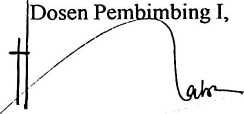 Dosen Pembimbing I,